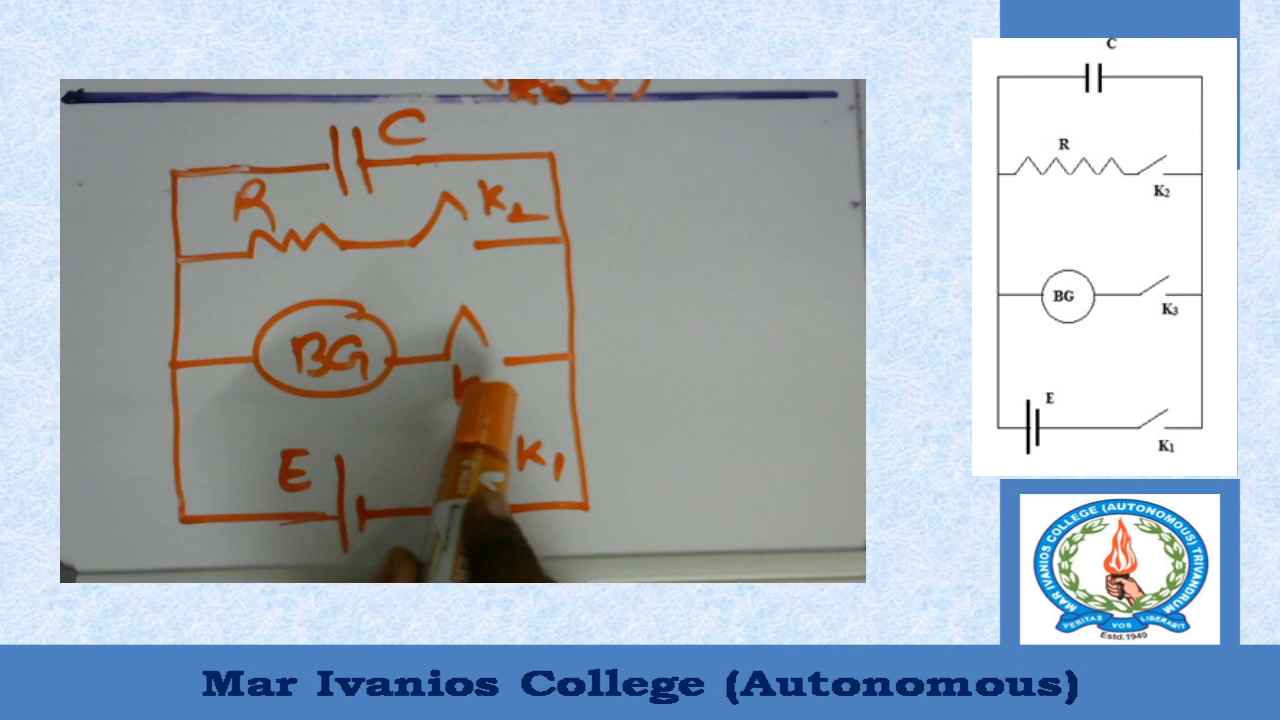 C
R
K2
BG
E
K1
C
R
K2
BG
K3
E
K1
MAR IVANIOS COLLEGE (AUTONOMOUS) TRIVANDRUM
VERITAS VOS LIBERABIT
Estd.1949
Mar Ivanios College (Autonomous)